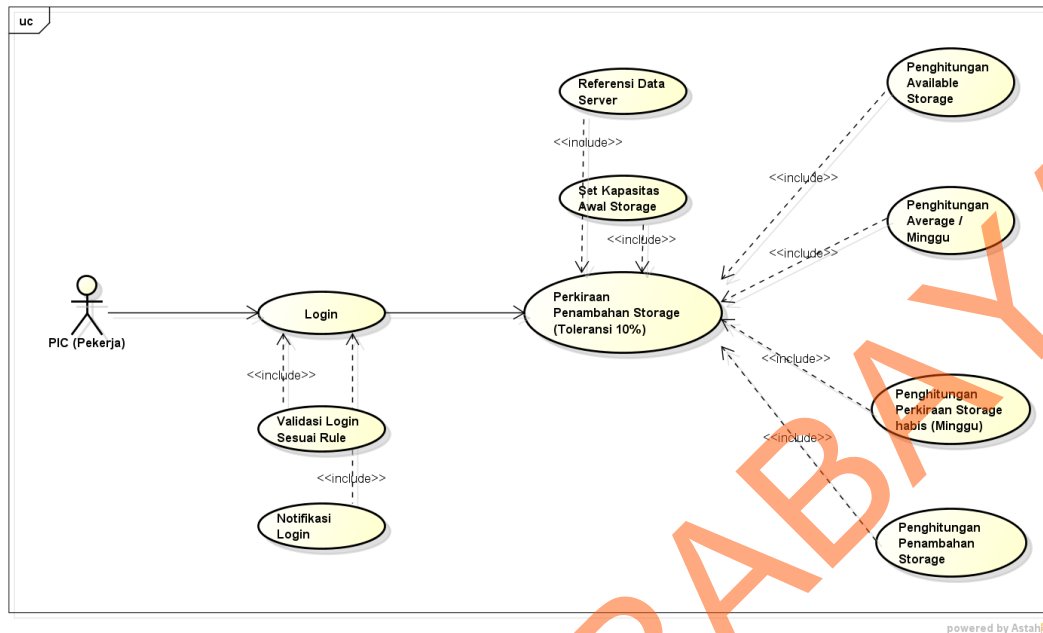 uc
Referensi Data
Server
Penghitungan
Available
Storage
<<include>>
<<include>>
Set Kapasitas
Awal Storage
Penghitungan
Average /
Minggu
<<include>>
<<include>>
Perkiraan
Penambahan Storage
(Toleransi 10%)
Login
PIC (Pekerja)
<<include>>
<<include>>
Validasi Login
Sesuai Rule
Penghitungan
Perkiraan Storage
habis (Minggu)
<<include>>
<<include>>
Notifikasi
Login
Penghitungan
Penambahan
Storage
RABAY
powered by Astah